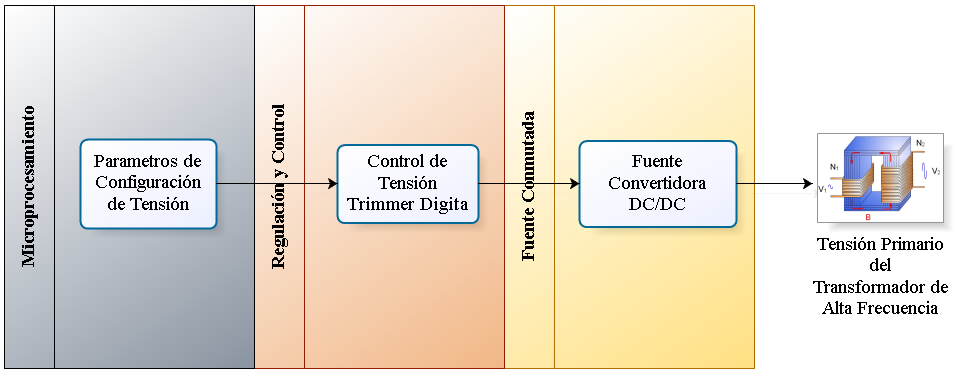 Microprocesamiento
Parametros de
Configuración
de Tensión
Regulación y Control
Control de
Tensión
Trimmer Digita
Fuente Conmutada
Fuente
Convertidora
DC/DC
N1
N2
V1
V2
B
Tensión Primario
del
Transformador de
Alta Frecuencia